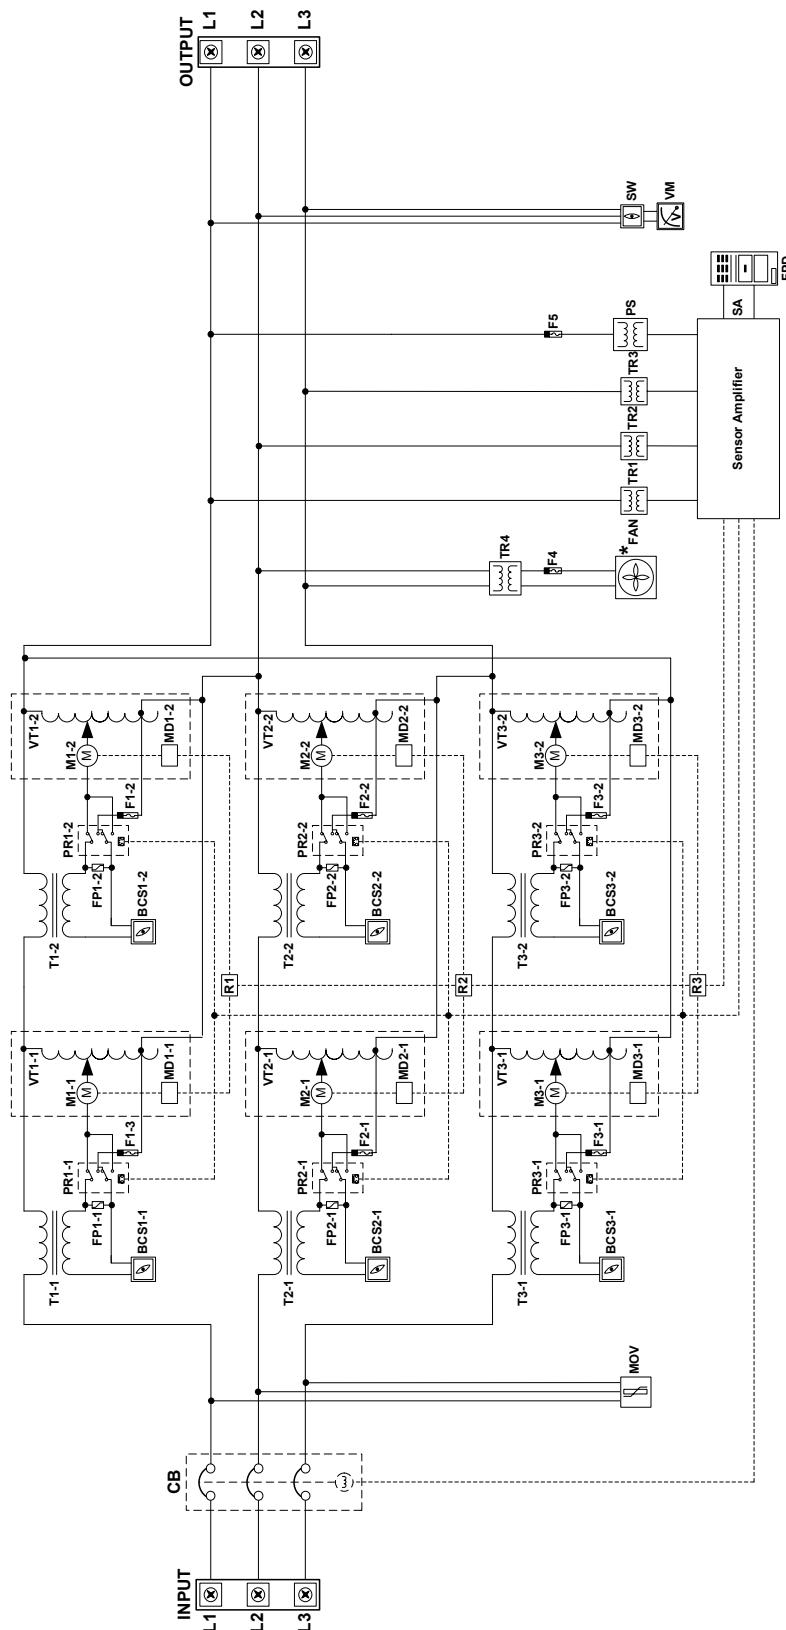 VT1-1
VT1-2
T1-1
PR1-1
M1-1
M
T1-2
PR1-2
M1-2
M
FP1-1
F1-3
FP1-2
F1-2
BCS1-1
MD1-1
BCS1-2
MD1-2
R1
INPUT
CB
OUTPUT
L1
L1
L2
L2
L3
L3
VT2-1
VT2-2
T2-1
PR2-1
M2-1
M
T2-2
PR2-2
M2-2
M
FP2-1
F2-1
FP2-2
F2-2
BCS2-1
MD2-1
BCS2-2
MD2-2
R2
VT3-1
VT3-2
T3-1
PR3-1
M3-1
M
T3-2
PR3-2
M3-2
M
FP3-1
F3-1
FP3-2
F3-2
BCS3-1
MD3-1
BCS3-2
MD3-2
R3
MOV
TR4
F4
*
FAN
TR1
TR2
TR3
F5
PS
SW
VM
V
Sensor Amplifier
SA